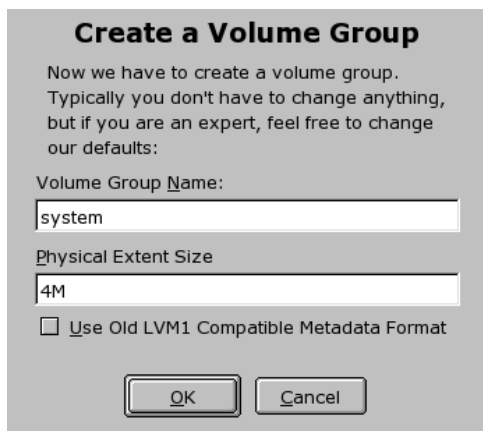 Create a Volume Group
Now we have to create a volume group.
Typically you don't have to change anything,
but if you are an expert, feel free to change
our defaults:
Volume Group Name:
system
Physical Extent Size
4M
Use Old LVM1 Compatible Metadata Format
OK
Cancel